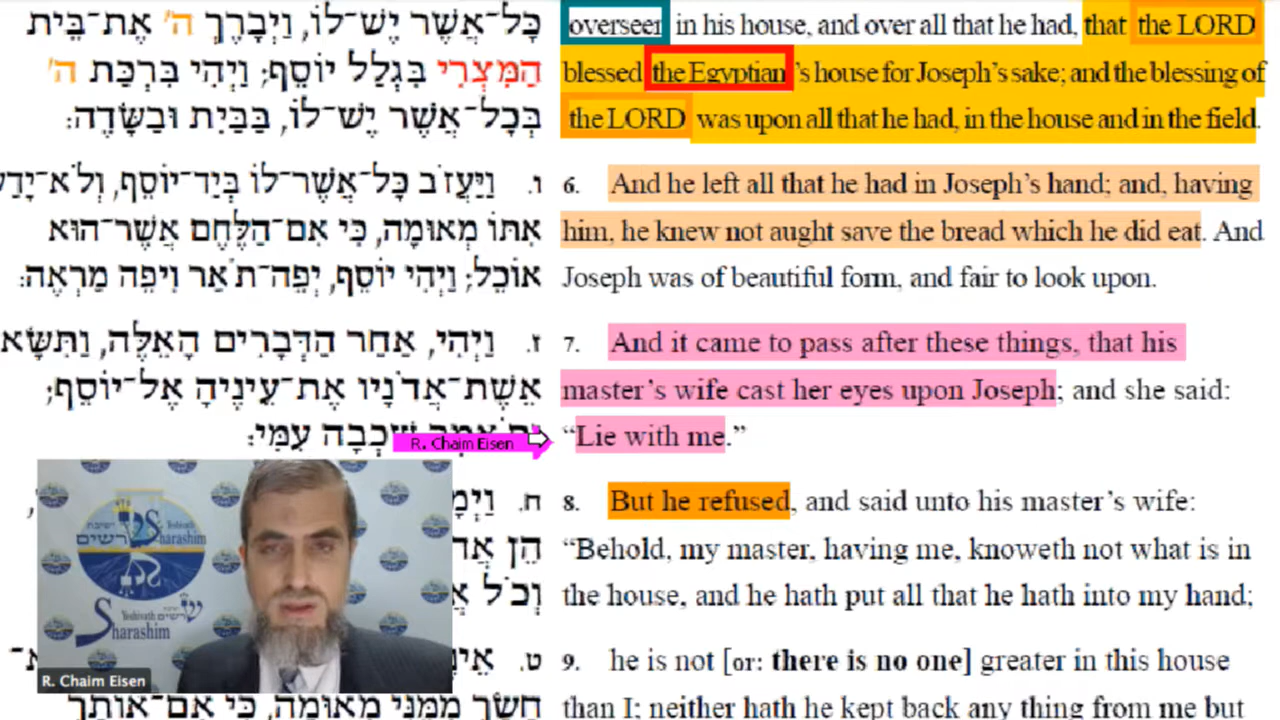 כָּל־אֲשֶׁר יֶשׁ־לוֹ, וַיְבָרֶךְ ה' אֶת־בֵּית
הַמִּצְרִי בִּגְלַל יוֹסֵף; וַיְהִי בִּרְכַּת ה'
בְּכָל־אֲשֶׁר יֶשׁ־לוֹ, בַּבַּיִת וּבַשָּׂדֶה:
overseer in his house, and over all that he had, that the LORD
blessed the Egyptian 's house for Joseph's sake; and the blessing of
the LORD was upon all that he had, in the house and in the field.
ו. וַיַּעֲזֹב כָּל־אֲשֶׁר־לוֹ בְּיַד־יוֹסֵף, וְלֹא־יָדַע
אִתּוֹ מְאוּמָה, כִּי אִם־הַלֶּחֶם אֲשֶׁר־הוּא
אוֹכֵל; וַיְהִי יוֹסֵף, יְפֵה־תֹאַר וִיפֵה מַרְאֶה:
6. And he left all that he had in Joseph's hand; and, having
him, he knew not aught save the bread which he did eat. And
Joseph was of beautiful form, and fair to look upon.
ז. וַיְהִי, אַחַר הַדְּבָרִים הָאֵלֶּה, וַתִּשָּׂא
אֵשֶׁת־אֲדֹנָיו אֶת־עֵינֶיהָ אֶל־יוֹסֵף;
שִׁכְבָה עִמִּי:
7. And it came to pass after these things, that his
master's wife cast her eyes upon Joseph; and she said:
“Lie with me.”
R. Chaim Eisen
ח.
הֵן
וְכֹל
8. But he refused, and said unto his master's wife:
“Behold, my master, having me, knoweth not what is in
the house, and he hath put all that he hath into my hand;
ט.
חָשַׂךְ מִמֶּנִּי מְאוּמָה, כִּי אִם־אוֹתָךְ
9. he is not [or: there is no one] greater in this house
than I; neither hath he kept back any thing from me but
ישיבת
שרשים
Yeshivath
Sharashim
Yeshivath שרשים
Sharashim
R. Chaim Eisen